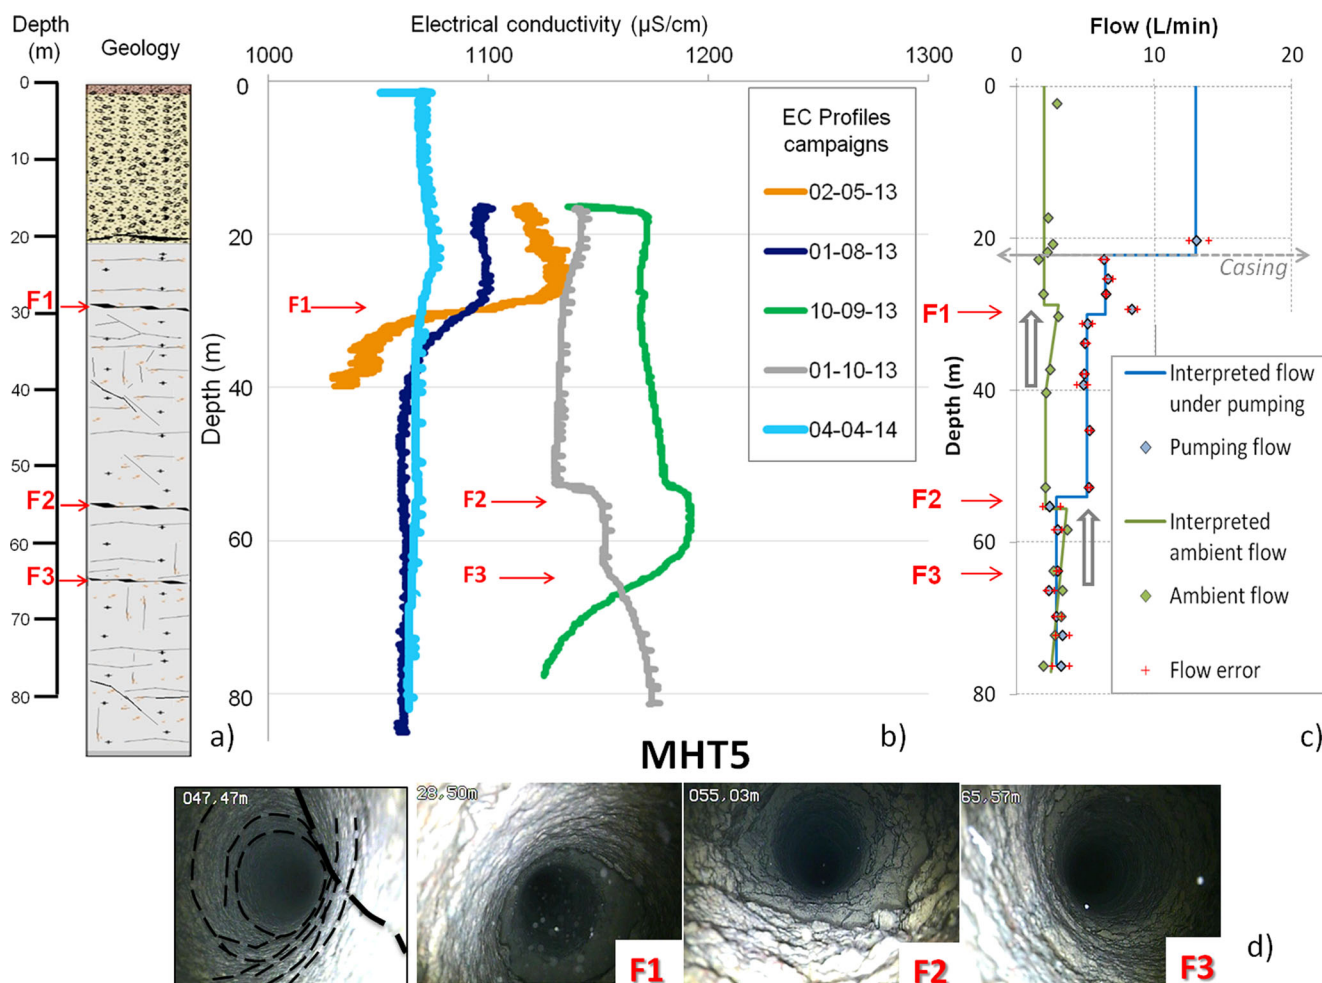 Depth
(m)
Geology
0
10
20
30
40
50
60
70
80
F1
F2
F3
a)
Electrical conductivity (µS/cm)
1000
1100
1200
1300
Depth (m)
0
20
40
60
80
F1
F2
F3
EC Profiles
campaigns
02-05-13
01-08-13
10-09-13
01-10-13
04-04-14
b)
Flow (L/min)
0
10
20
Depth (m)
0
20
40
60
80
Casing
F1
F2
F3
Interpreted flow
under pumping
Pumping flow
Interpreted
ambient flow
Ambient flow
Flow error
c)
MHT5
047,47m
28,50m
F1
055,03m
F2
65,57m
F3
d)